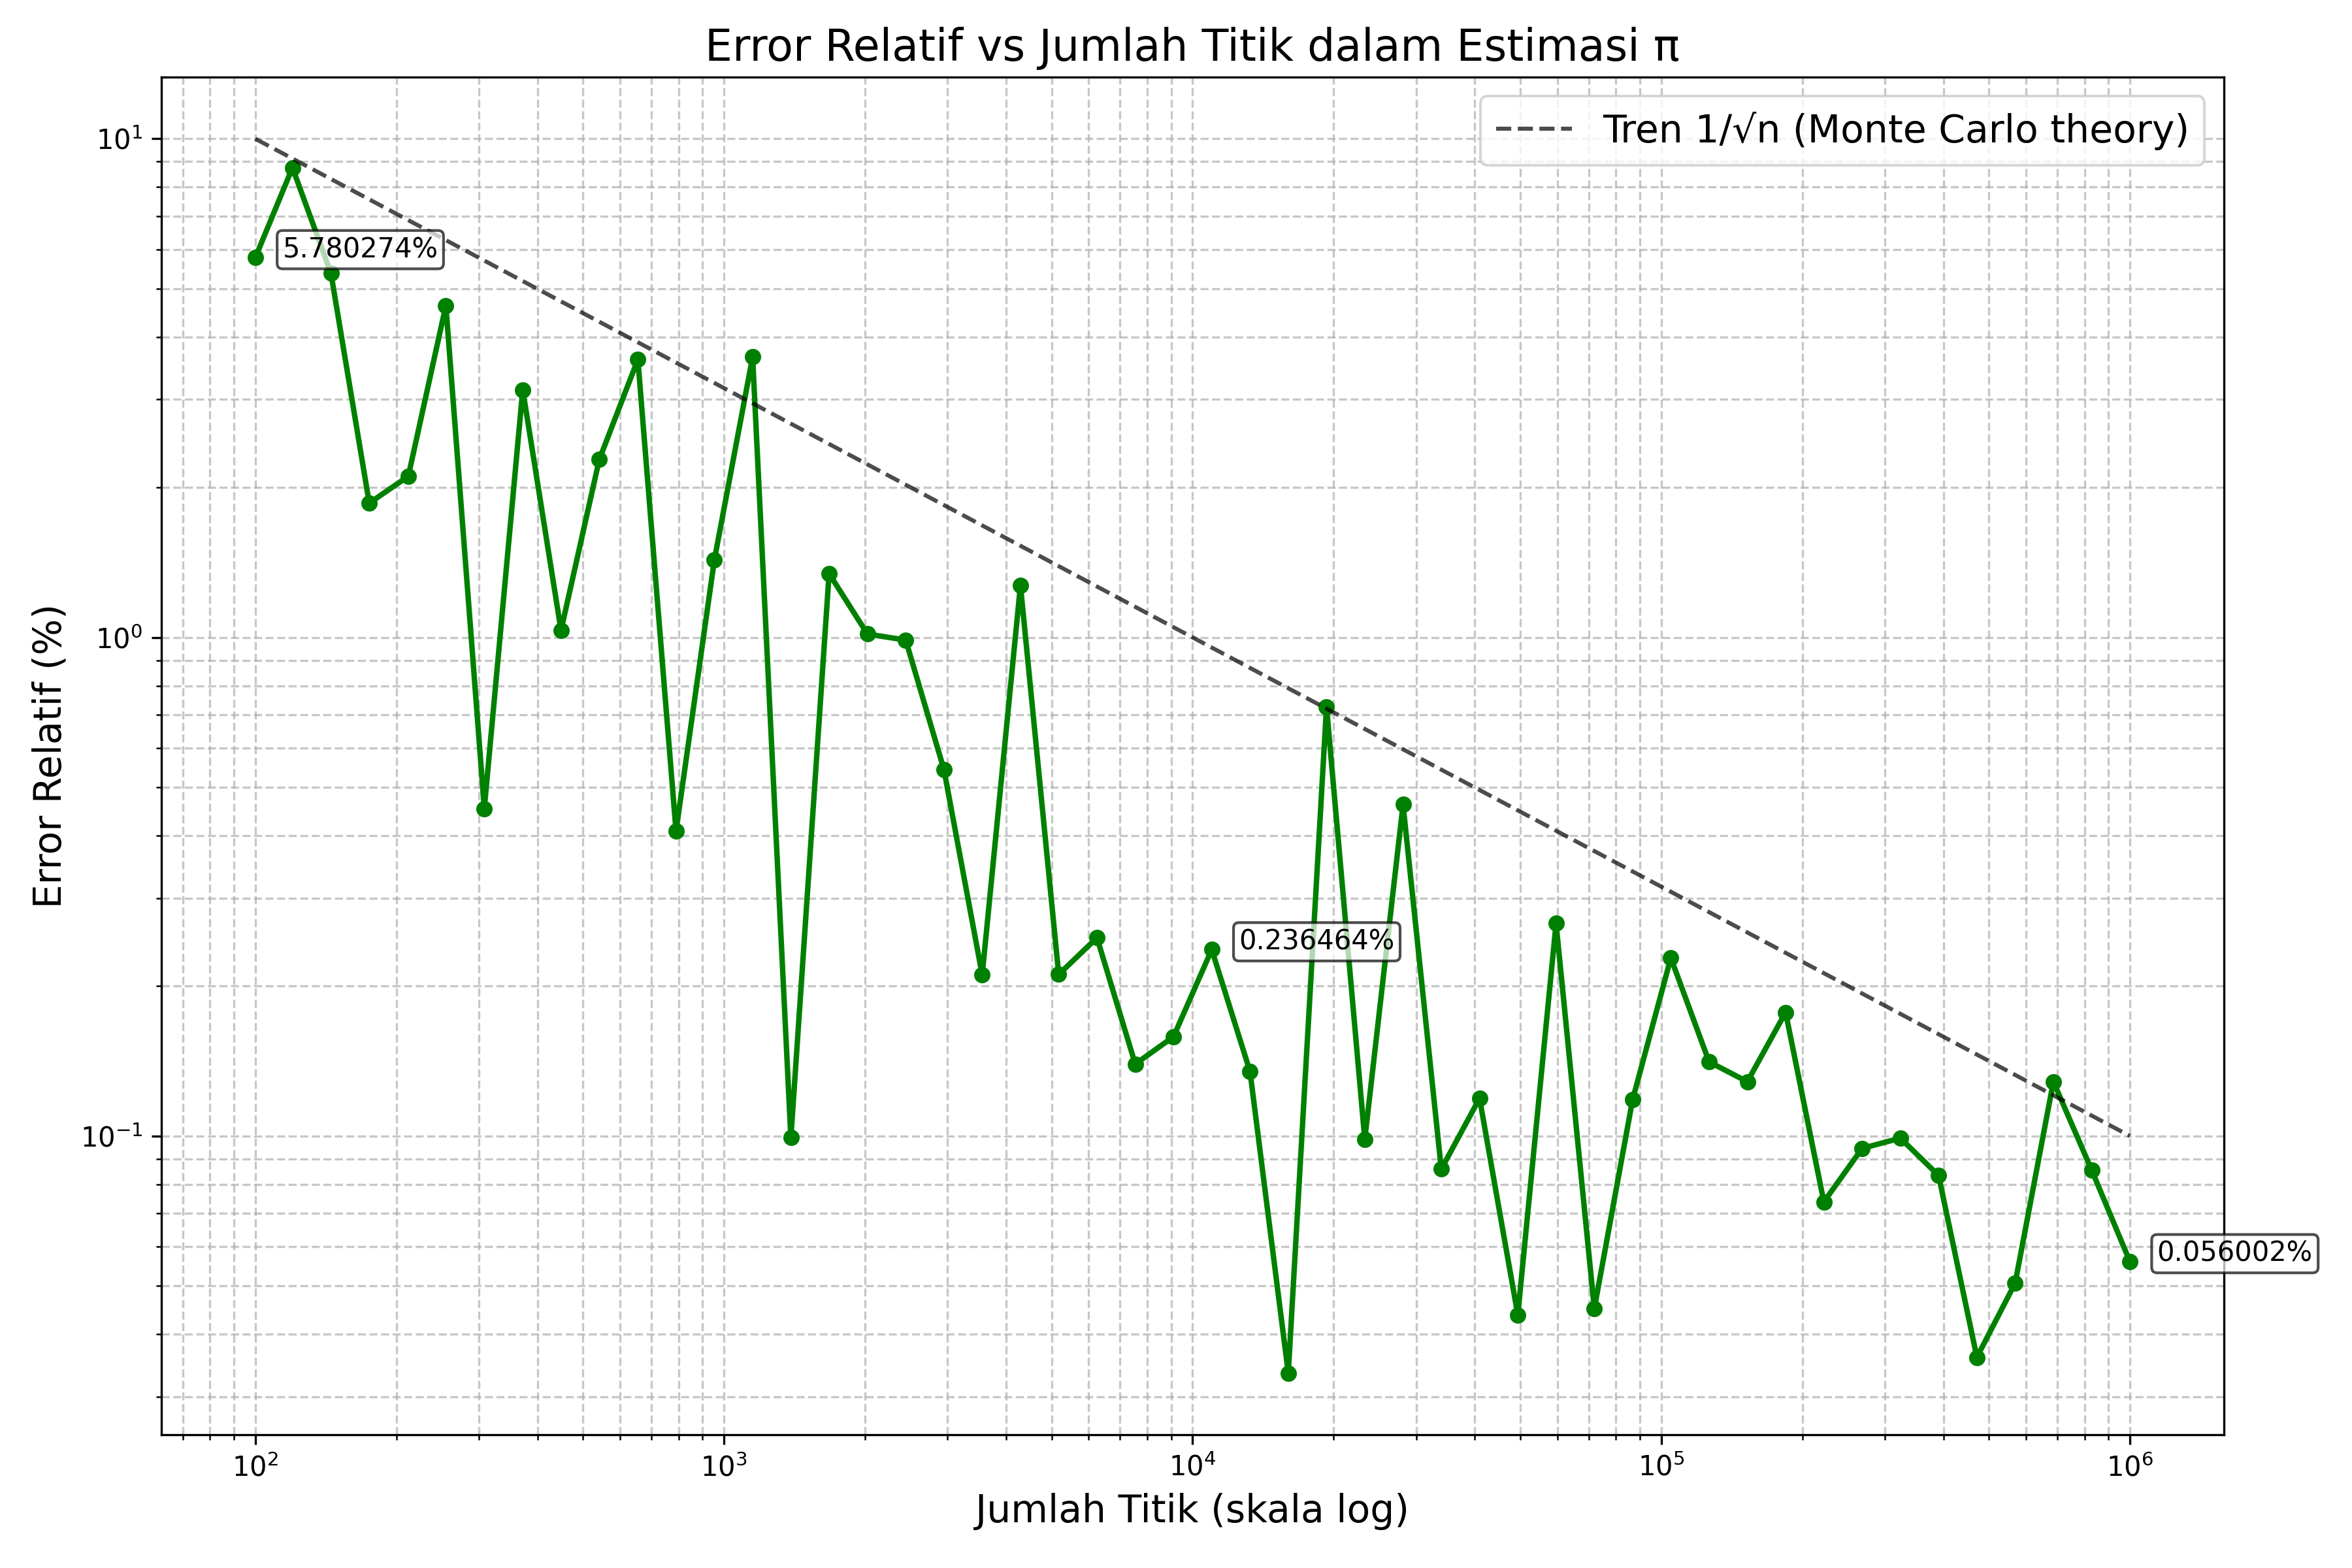 Error Relatif vs Jumlah Titik dalam Estimasi π
Tren 1/√n (Monte Carlo theory)
Error Relatif (%)
10¹
10⁰
10⁻¹
5.780274%
0.236464%
0.056002%
10²
10³
10⁴
10⁵
10⁶
Jumlah Titik (skala log)